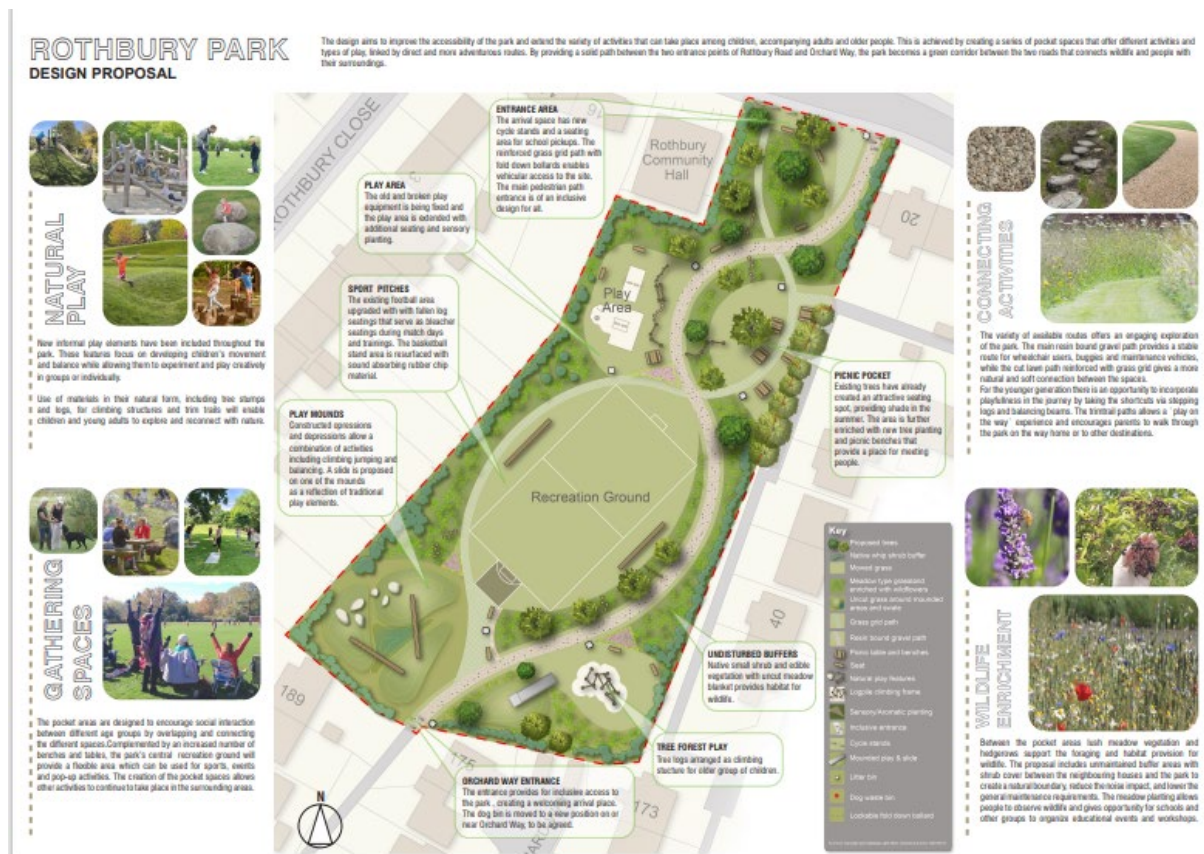 ROTHBURY PARK
DESIGN PROPOSAL
The design aims to improve the accessibility of the park and extend the variety of activities that can take place among children, accompanying adults and older people. This is achieved by creating a series of pocket spaces that offer different activities and
types of play, linked by direct and more adventurous routes. By providing a solid path between the two entrance points of Rothbury Road and Orchard Way, the park becomes a green corridor between the two roads that connects wildlife and people with
their surroundings.
NATURAL
PLAY
New informal play elements have been included throughout the
park. These features focus on developing children's movement
and balance while allowing them to experiment and play creatively
in groups or individually.
Use of materials in their natural form, including tree stumps
and logs, for climbing structures and trim trails will enable
children and young adults to explore and reconnect with nature.
GATHERING
SPACES
The pocket areas are designed to encourage social interaction
between different age groups by overlapping and connecting
the different spaces.Complemented by an increased number of
benches and tables, the park's central recreation ground will
provide a flexible area which can be used for sports, events
and pop-up activities. The creation of the pocket spaces allows
other activities to continue to take place in the surrounding areas.
ROTHBURY CLOSE
ENTRANCE AREA
The arrival space has new
cycle stands and a seating
area for school pickups. The
reinforced grass grid path with
fold down bollards enables
vehicular access to the site.
The main pedestrian path
entrance is of an inclusive
design for all.
16
Rothbury
Community
Hall
20
PLAY AREA
The old and broken play
equipment is being fixed and
the play area is extended with
additional seating and sensory
planting.
Play
Area
SPORT PITCHES
The existing football area
upgraded with with fallen log
seatings that serve as bleacher
seatings during match days
and trainings. The basketball
stand area is resurfaced with
sound absorbing rubber chip
material.
PICNIC POCKET
Existing trees have already
created an attractive seating
spot, providing shade in the
summer. The area is further
enriched with new tree planting
and picnic benches that
provide a place for meeting
people.
PLAY MOUNDS
Constructed opressions
and depressions allow a
combination of activities
including climbing jumping and
balancing. A slide is proposed
on one of the mounds
as a reflection of traditional
play elements.
Recreation Ground
Key
Proposed trees
Native whip shrub buffer
Mowed grass
Meadow type grassland
enriched with wildflowers
Uncut grass around mounded
areas and swale
Grass grid path
Resin bound gravel path
Picnic table and benches
Seat
Natural play features
Logpile climbing frame
Sensory/Aromatic planting
Inclusive entrance
Cycle stands
Mounded play & slide
Litter bin
Dog waste bin
Lockable fold down bollard
40
UNDISTURBED BUFFERS
Native small shrub and edible
vegetation with uncut meadow
blanket provides habitat for
wildlife.
189
TREE FOREST PLAY
Tree logs arranged as climbing
stucture for older group of children.
175
ORCHARD WAY ENTRANCE
The entrance provides for inclusive access to
the park , creating a welcoming arrival place.
The dog bin is moved to a new position on or
near Orchard Way, to be agreed.
173
N
CONNECTING
ACTIVITIES
The variety of available routes offers an engaging exploration
of the park. The main resin bound gravel path provides a stable
route for wheelchair users, buggies and maintenance vehicles,
while the cut lawn path reinforced with grass grid gives a more
natural and soft connection between the spaces.
For the younger generation there is an opportunity to incorporate
playfulness in the journey by taking the shortcuts via stepping
logs and balancing beams. The trimtrail paths allows a ` play on
the way ` experience and encourages parents to walk through
the park on the way home or to other destinations.
WILDLIFE
ENRICHMENT
Between the pocket areas lush meadow vegetation and
hedgerows support the foraging and habitat provision for
wildlife. The proposal includes unmaintained buffer areas with
shrub cover between the neighbouring houses and the park to
create a natural boundary, reduce the noise impact, and lower the
general maintenance requirements. The meadow planting allows
people to observe wildlife and gives opportunity for schools and
other groups to organize educational events and workshops.